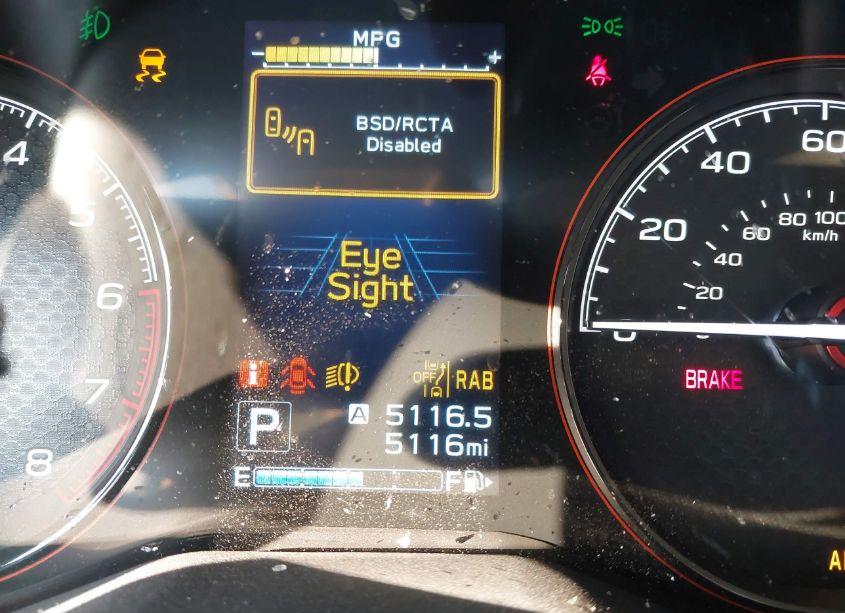 MPG
- +
BSD/RCTA
Disabled
Eye
Sight
OFF
RAB
P
A 5116.5
5116mi
E F
4
5
6
7
8
0
20
40
60
20
40
60
80
100
km/h
BRAKE